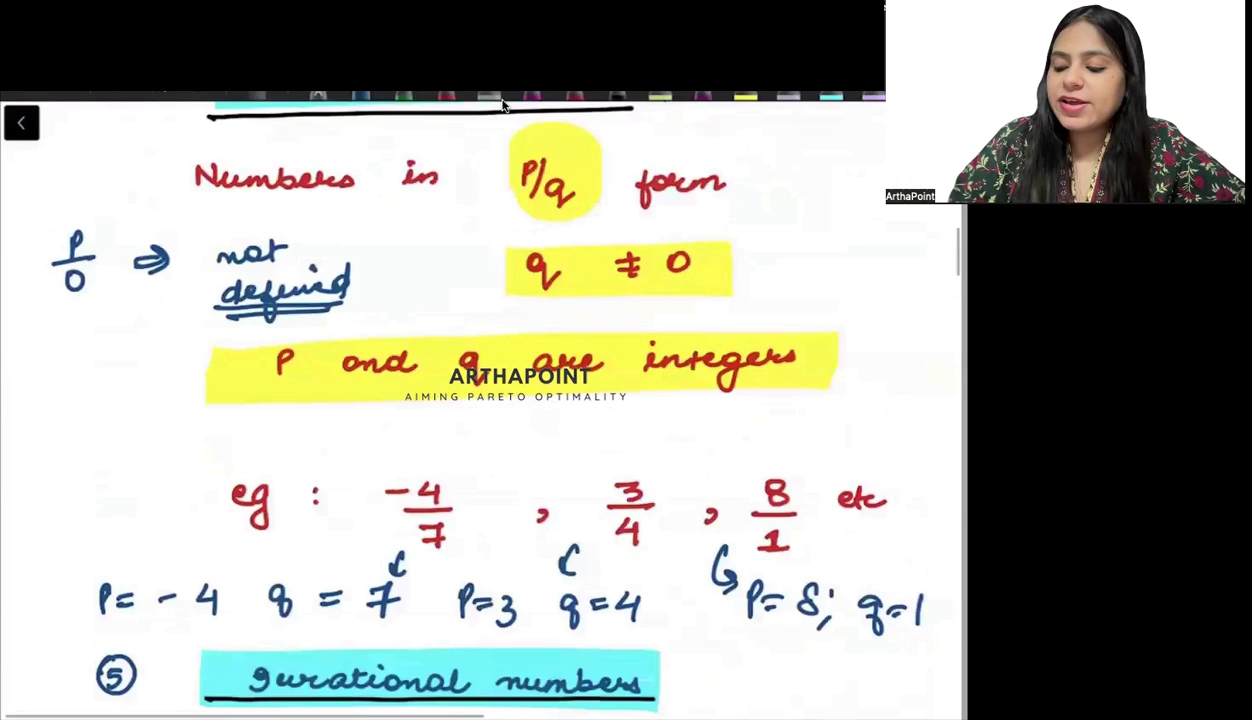 Numbers in P/q form
P/0 ⇒ not defined
q ≠ 0
P and q are integers
ARTHAPOINT
AIMING PARETO OPTIMALITY
eg : -4/7 , 3/4 , 8/1 etc
P= -4 q = 7 P=3 q=4 P= 8; q=1
5 Irrational numbers
ArthaPoint